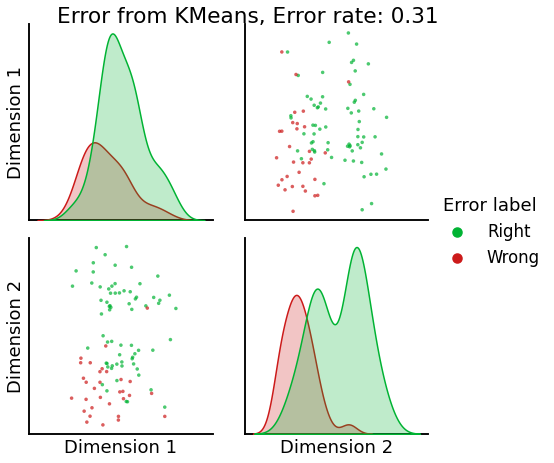 Error from KMeans, Error rate: 0.31
Dimension 1
Error label
Right
Wrong
Dimension 2
Dimension 1
Dimension 2